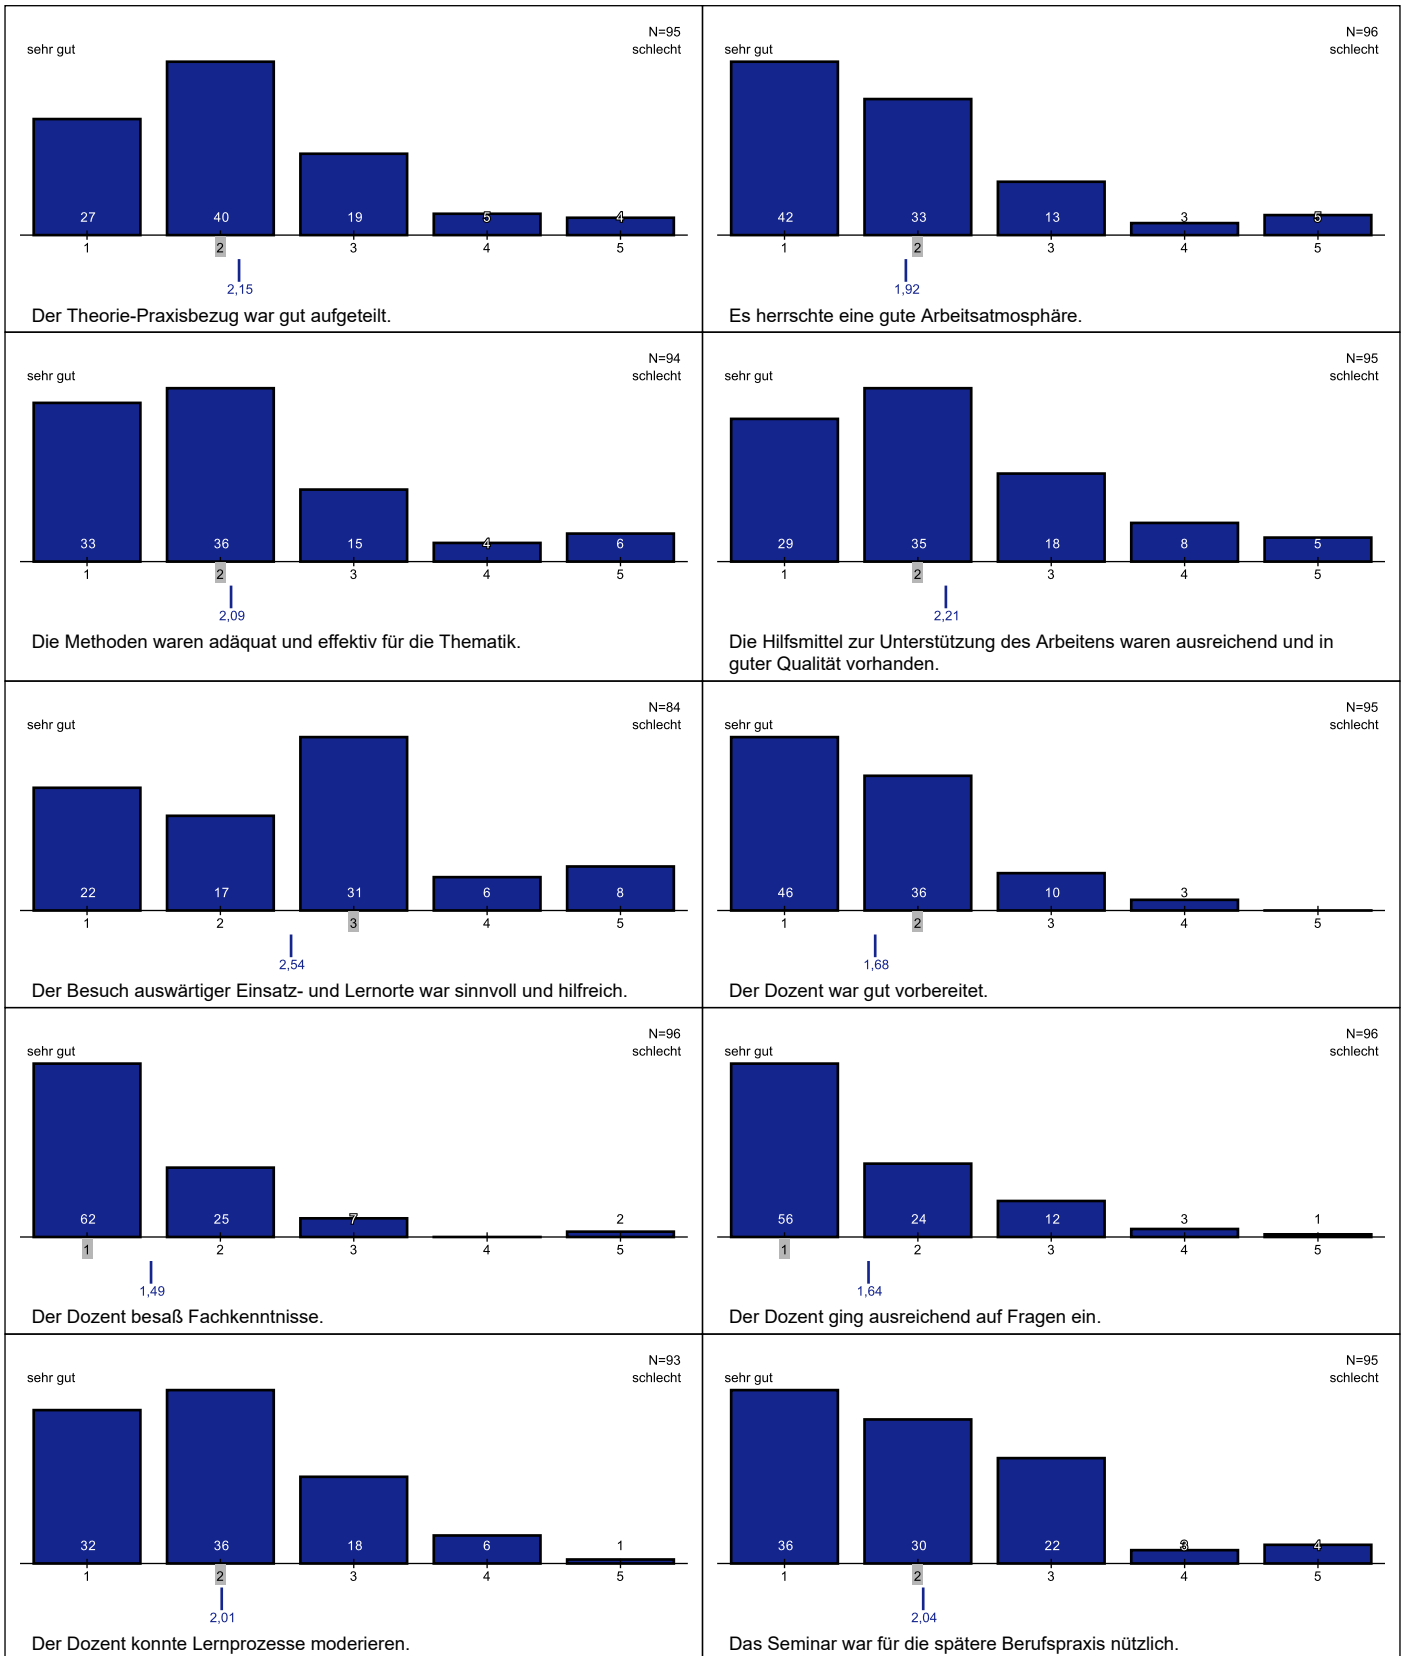 N=95
sehr gut schlecht
27 40 19 5 4
1 2 3 4 5
2,15
Der Theorie-Praxisbezug war gut aufgeteilt.
N=96
sehr gut schlecht
42 33 13 3 5
1 2 3 4 5
1,92
Es herrschte eine gute Arbeitsatmosphäre.
N=94
sehr gut schlecht
33 36 15 4 6
1 2 3 4 5
2,09
Die Methoden waren adäquat und effektiv für die Thematik.
N=95
sehr gut schlecht
29 35 18 8 5
1 2 3 4 5
2,21
Die Hilfsmittel zur Unterstützung des Arbeitens waren ausreichend und in
guter Qualität vorhanden.
N=84
sehr gut schlecht
22 17 31 6 8
1 2 3 4 5
2,54
Der Besuch auswärtiger Einsatz- und Lernorte war sinnvoll und hilfreich.
N=95
sehr gut schlecht
46 36 10 3
1 2 3 4 5
1,68
Der Dozent war gut vorbereitet.
N=96
sehr gut schlecht
62 25 7 2
1 2 3 4 5
1,49
Der Dozent besaß Fachkenntnisse.
N=96
sehr gut schlecht
56 24 12 3 1
1 2 3 4 5
1,64
Der Dozent ging ausreichend auf Fragen ein.
N=93
sehr gut schlecht
32 36 18 6 1
1 2 3 4 5
2,01
Der Dozent konnte Lernprozesse moderieren.
N=95
sehr gut schlecht
36 30 22 3 4
1 2 3 4 5
2,04
Das Seminar war für die spätere Berufspraxis nützlich.